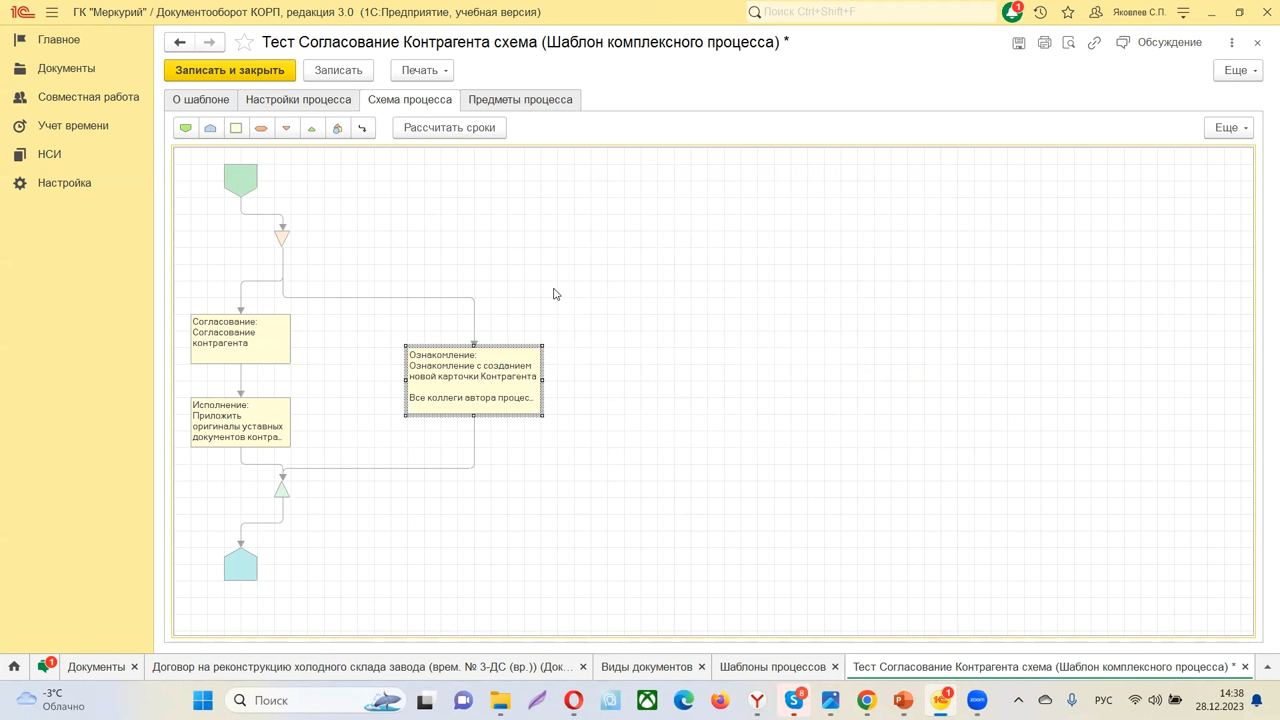 ГК "Меркурий" / Документооборот КОРП, редакция 3.0 (1С:Предприятие, учебная версия)
Поиск Ctrl+Shift+F
1
Яковлев С.П.
Главное
Документы
Совместная работа
Учет времени
НСИ
Настройка
Тест Согласование Контрагента схема (Шаблон комплексного процесса) *
Обсуждение
Записать и закрыть
Записать
Печать
Еще
О шаблоне
Настройки процесса
Схема процесса
Предметы процесса
Рассчитать сроки
Еще
Согласование:
Согласование
контрагента
Ознакомление:
Ознакомление с созданием
новой карточки Контрагента
Все коллеги автора процес..
Исполнение:
Приложить
оригиналы уставных
документов контра..
1
Документы
Договор на реконструкцию холодного склада завода (врем. № 3-ДС (вр.)) (Док...
Виды документов
Шаблоны процессов
Тест Согласование Контрагента схема (Шаблон комплексного процесса) *
-3°C
Облачно
Поиск
8
1
РУС
14:38
28.12.2023